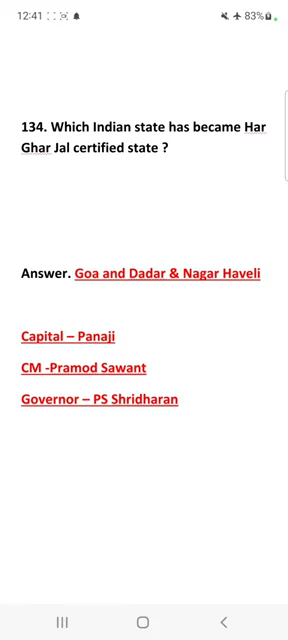 12:41
83%
134. Which Indian state has became Har
Ghar Jal certified state ?
Answer. Goa and Dadar & Nagar Haveli
Capital – Panaji
CM -Pramod Sawant
Governor – PS Shridharan